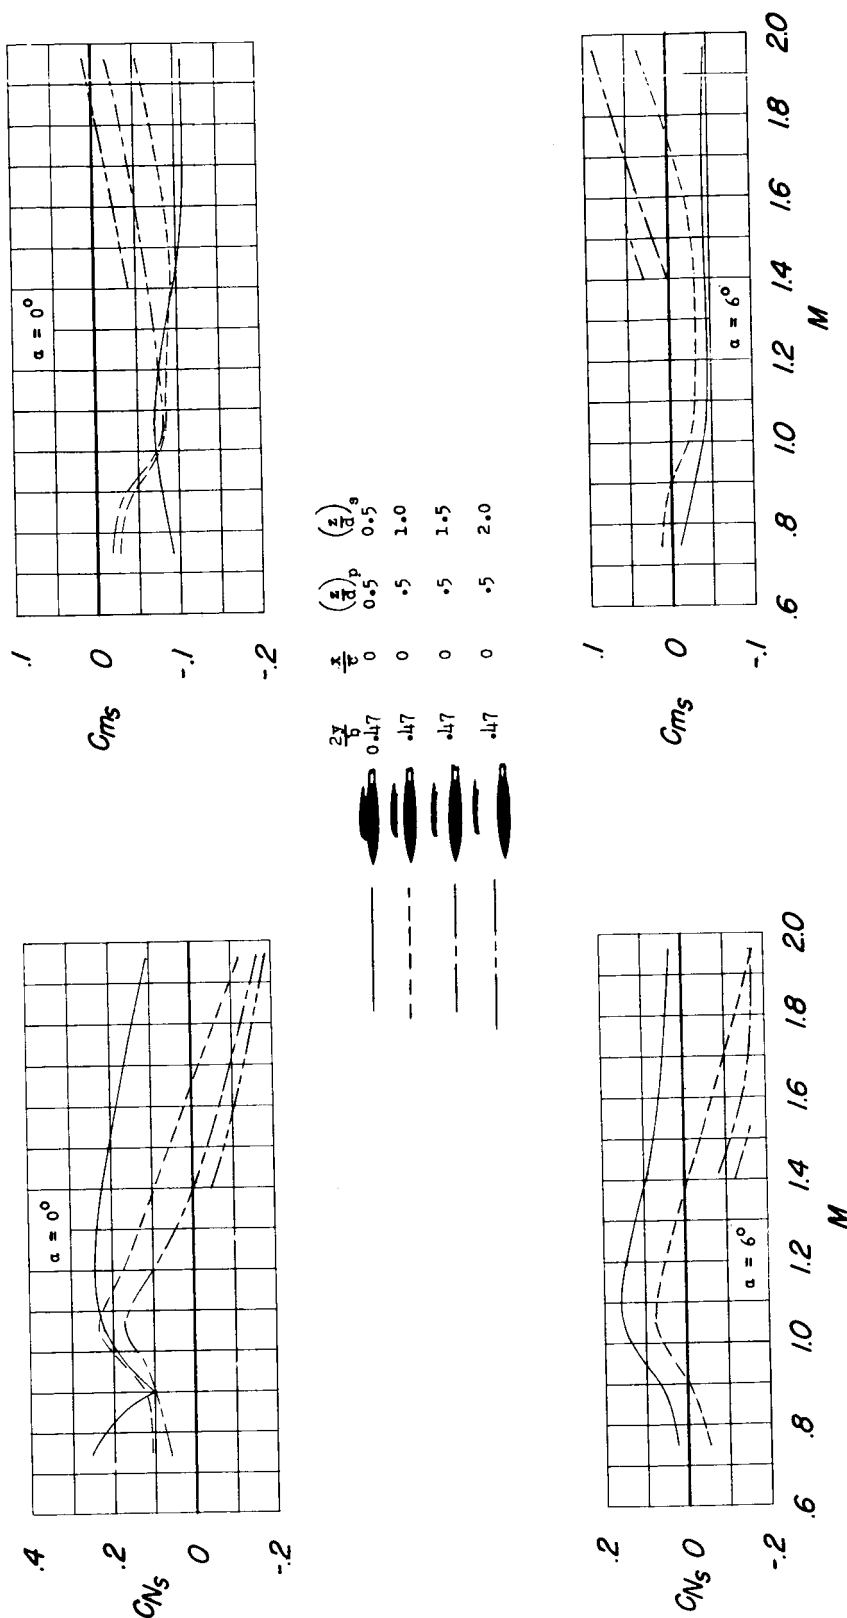 .4
.2
0
-.2
CNs
α = 0°
.1
0
-.1
-.2
Cms
α = 0°
2y/b x/c̄ (z/d)p (z/d)s
0.47 0 0.5 0.5
.47 0 .5 1.0
.47 0 .5 1.5
.47 0 .5 2.0
.2
0
-.2
CNs
α = 6°
.6 .8 1.0 1.2 1.4 1.6 1.8 2.0
M
.1
0
-.1
Cms
α = 6°
.6 .8 1.0 1.2 1.4 1.6 1.8 2.0
M